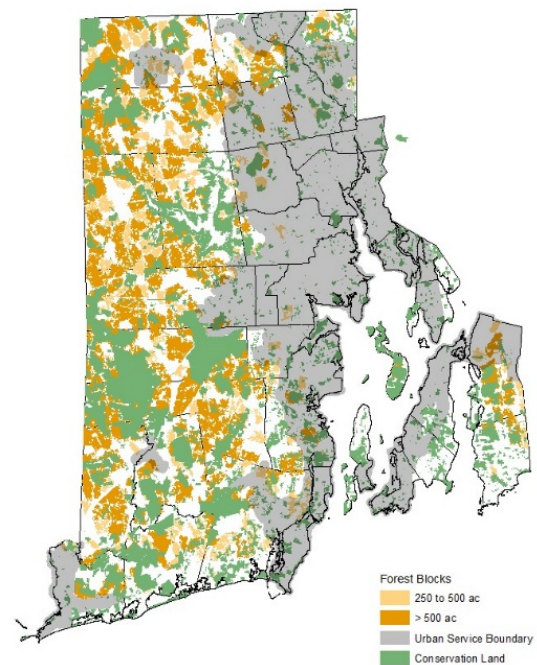 Forest Blocks
250 to 500 ac
> 500 ac
Urban Service Boundary
Conservation Land